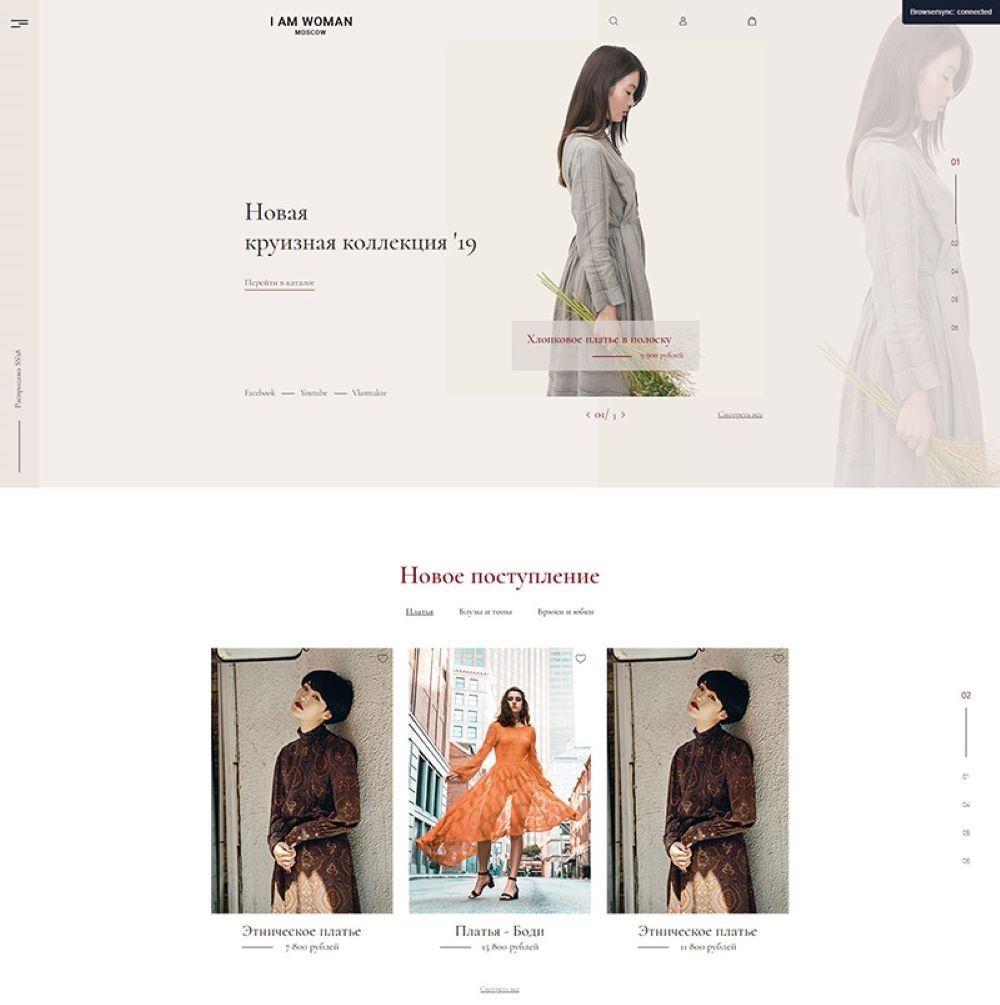 Browsersync: connected
I AM WOMAN
MOSCOW
01
02
04
05
06
Новая
круизная коллекция '19
Перейти в каталог
Хлопковое платье в полоску
9 900 рублей
Распродажа SS'18
Facebook
Youtube
Vkontakte
01/ 3
Смотреть все
Новое поступление
Платья
Блузы и топы
Брюки и юбки
02
01
04
05
06
Этническое платье
7 800 рублей
Платья - Боди
15 800 рублей
Этническое платье
11 800 рублей
Смотреть все